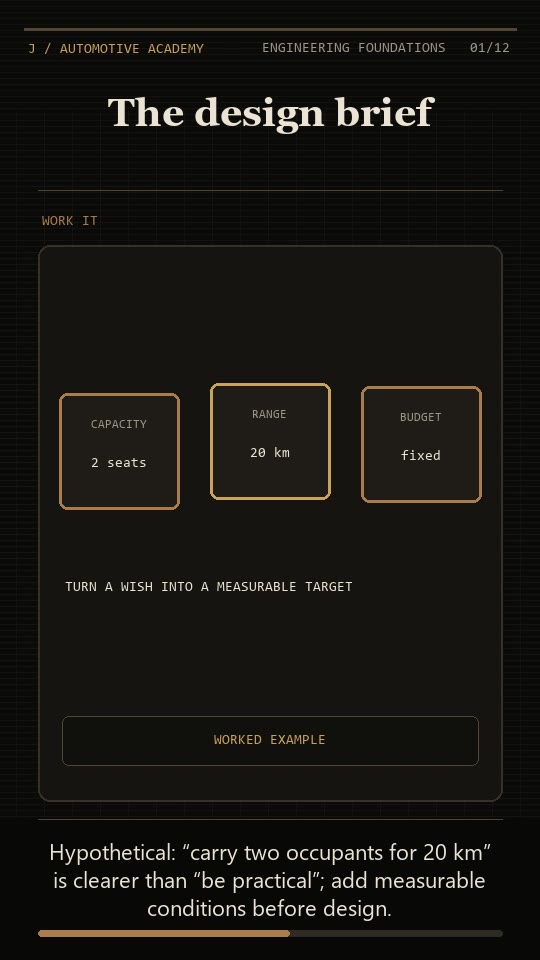 J / AUTOMOTIVE ACADEMY
ENGINEERING FOUNDATIONS 01/12
The design brief
WORK IT
CAPACITY
2 seats
RANGE
20 km
BUDGET
fixed
TURN A WISH INTO A MEASURABLE TARGET
WORKED EXAMPLE
Hypothetical: “carry two occupants for 20 km”
is clearer than “be practical”; add measurable
conditions before design.